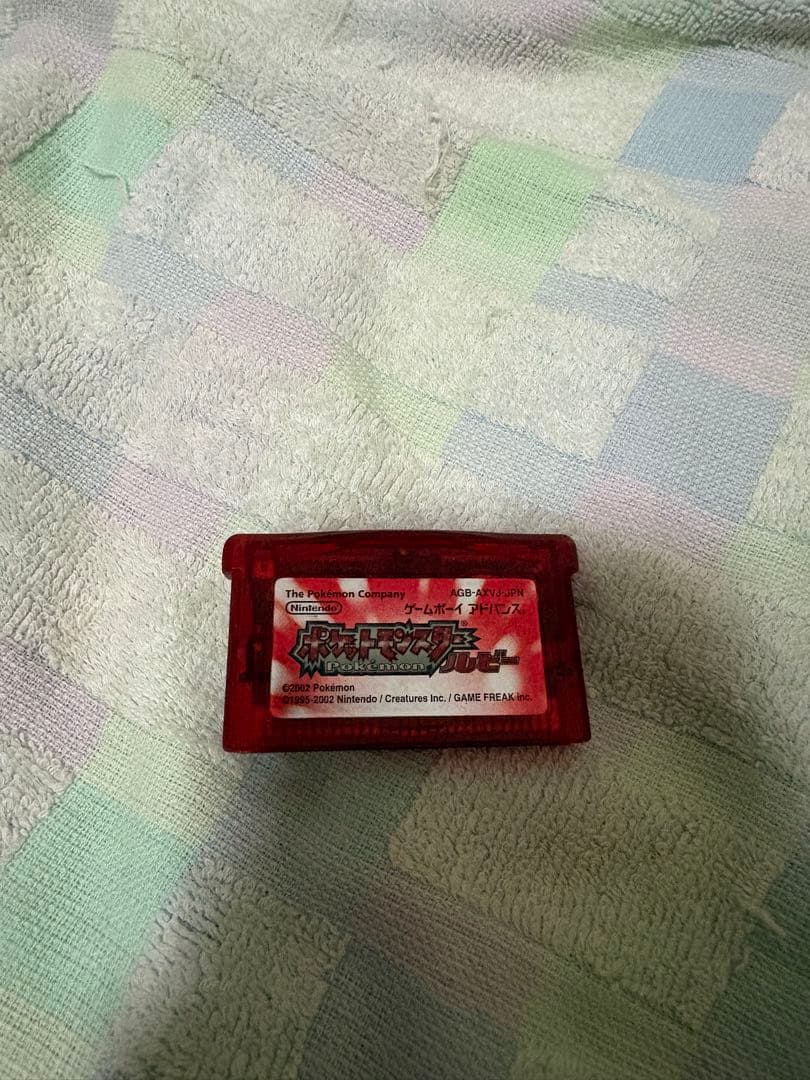 The Pokémon Company AGB-AXVJ-JPN
Nintendo® ゲームボーイ アドバンス
ポケットモンスター®
Pokémon ルビー
©2002 Pokémon
©1995-2002 Nintendo / Creatures Inc. / GAME FREAK inc.